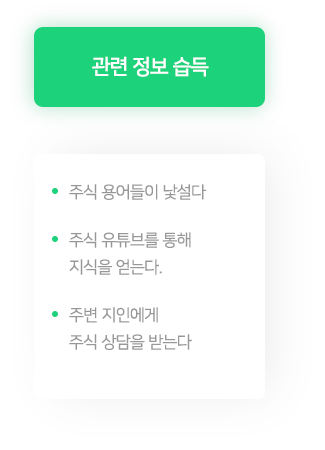 관련 정보 습득
주식 용어들이 낯설다
주식 유튜브를 통해
지식을 얻는다.
주변 지인에게
주식 상담을 받는다